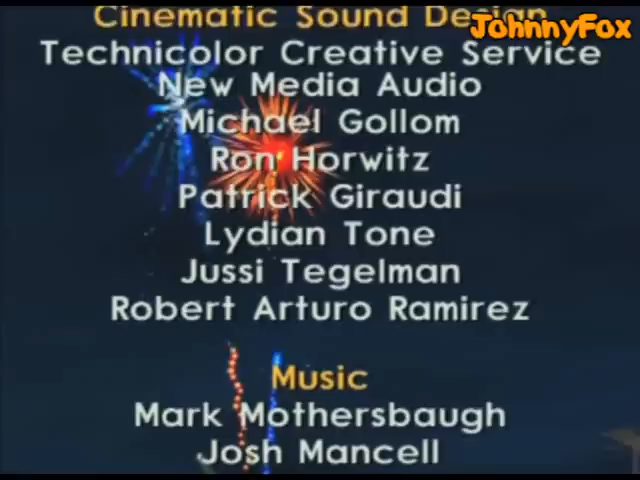 Cinematic Sound Design
JohnnyFox
Technicolor Creative Service
New Media Audio
Michael Gollom
Ron Horwitz
Patrick Giraudi
Lydian Tone
Jussi Tegelman
Robert Arturo Ramirez
Music
Mark Mothersbaugh
Josh Mancell